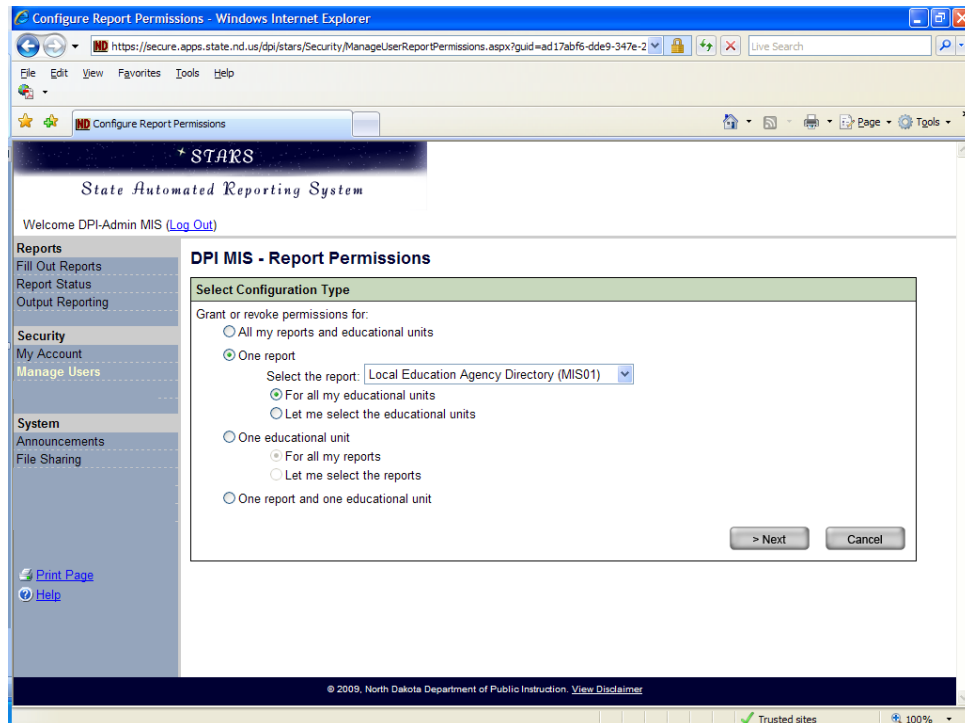 Configure Report Permissions - Windows Internet Explorer
https://secure.apps.state.nd.us/dpi/stars/Security/ManageUserReportPermissions.aspx?guid=ad17abf6-dde9-347e-2
Live Search
File Edit View Favorites Tools Help
ND Configure Report Permissions
Page Tools
STARS
State Automated Reporting System
Welcome DPI-Admin MIS (Log Out)
Reports
Fill Out Reports
Report Status
Output Reporting
Security
My Account
Manage Users
System
Announcements
File Sharing
Print Page
Help
DPI MIS - Report Permissions
Select Configuration Type
Grant or revoke permissions for:
All my reports and educational units
One report
Select the report: Local Education Agency Directory (MIS01)
For all my educational units
Let me select the educational units
One educational unit
For all my reports
Let me select the reports
One report and one educational unit
> Next Cancel
© 2009, North Dakota Department of Public Instruction. View Disclaimer
Trusted sites 100%